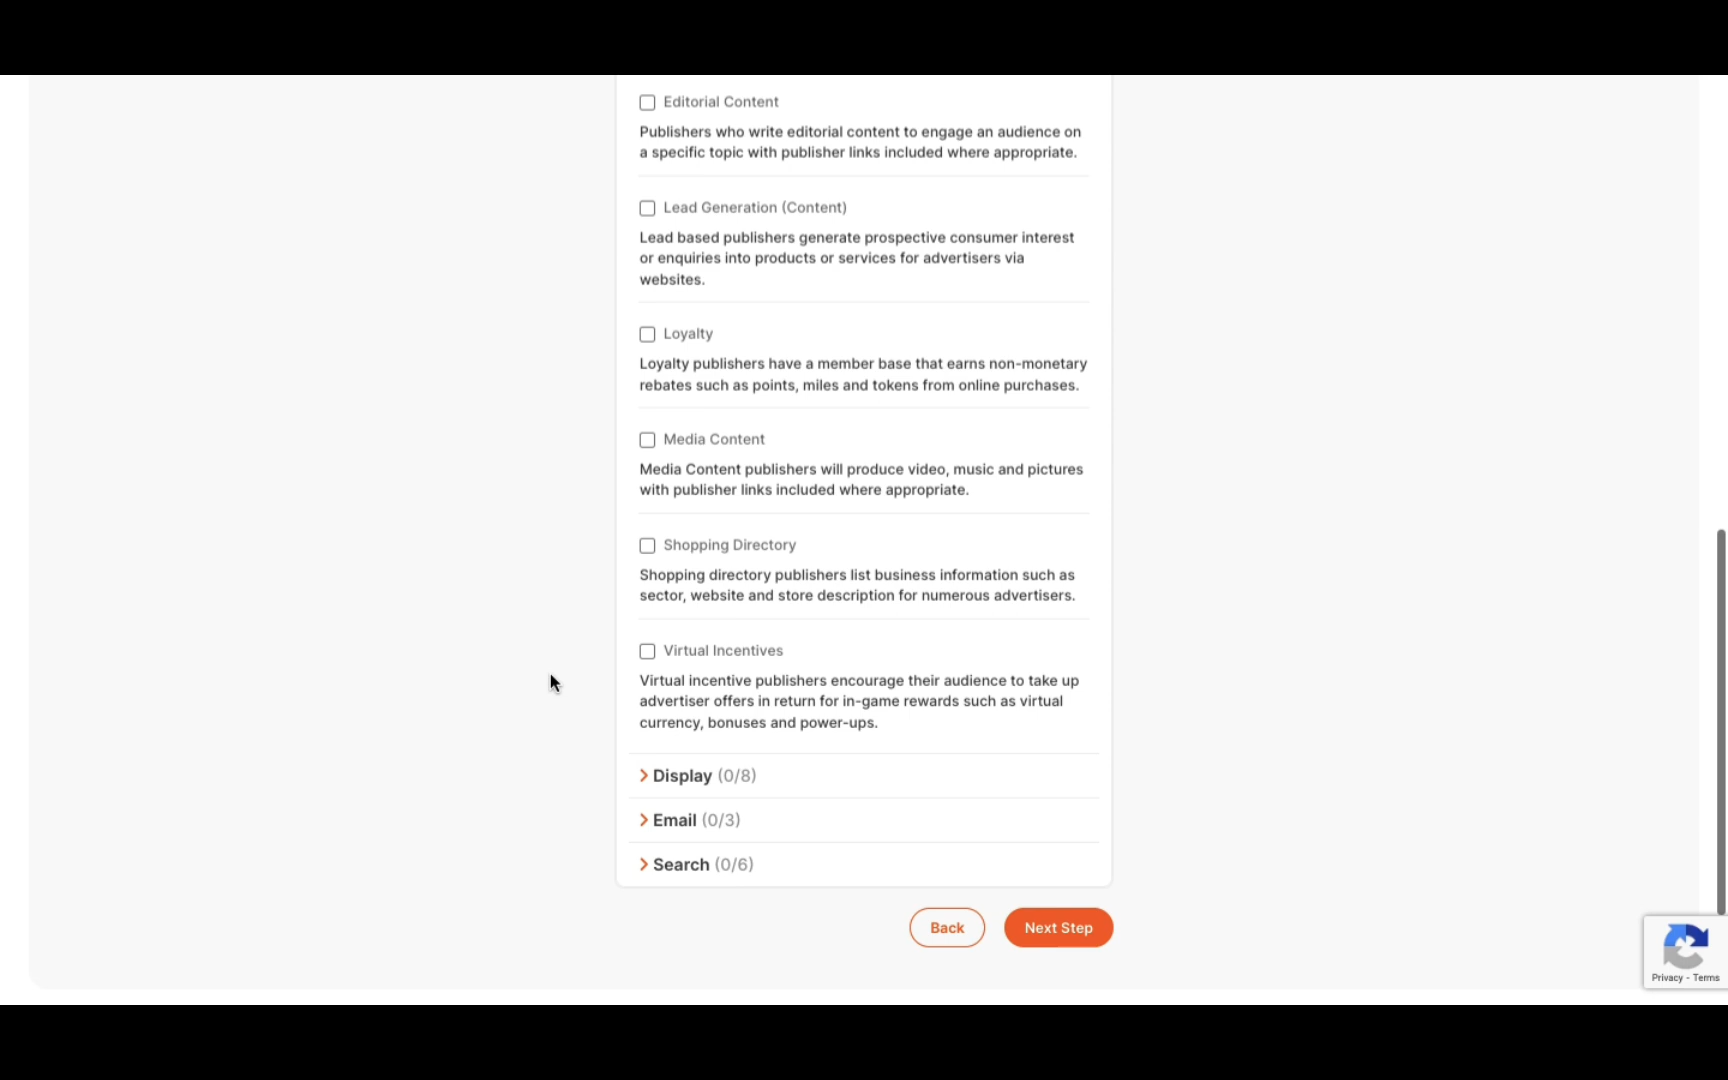 Editorial Content
Publishers who write editorial content to engage an audience on
a specific topic with publisher links included where appropriate.
Lead Generation (Content)
Lead based publishers generate prospective consumer interest
or enquiries into products or services for advertisers via
websites.
Loyalty
Loyalty publishers have a member base that earns non-monetary
rebates such as points, miles and tokens from online purchases.
Media Content
Media Content publishers will produce video, music and pictures
with publisher links included where appropriate.
Shopping Directory
Shopping directory publishers list business information such as
sector, website and store description for numerous advertisers.
Virtual Incentives
Virtual incentive publishers encourage their audience to take up
advertiser offers in return for in-game rewards such as virtual
currency, bonuses and power-ups.
Display (0/8)
Email (0/3)
Search (0/6)
Back
Next Step
Privacy - Terms